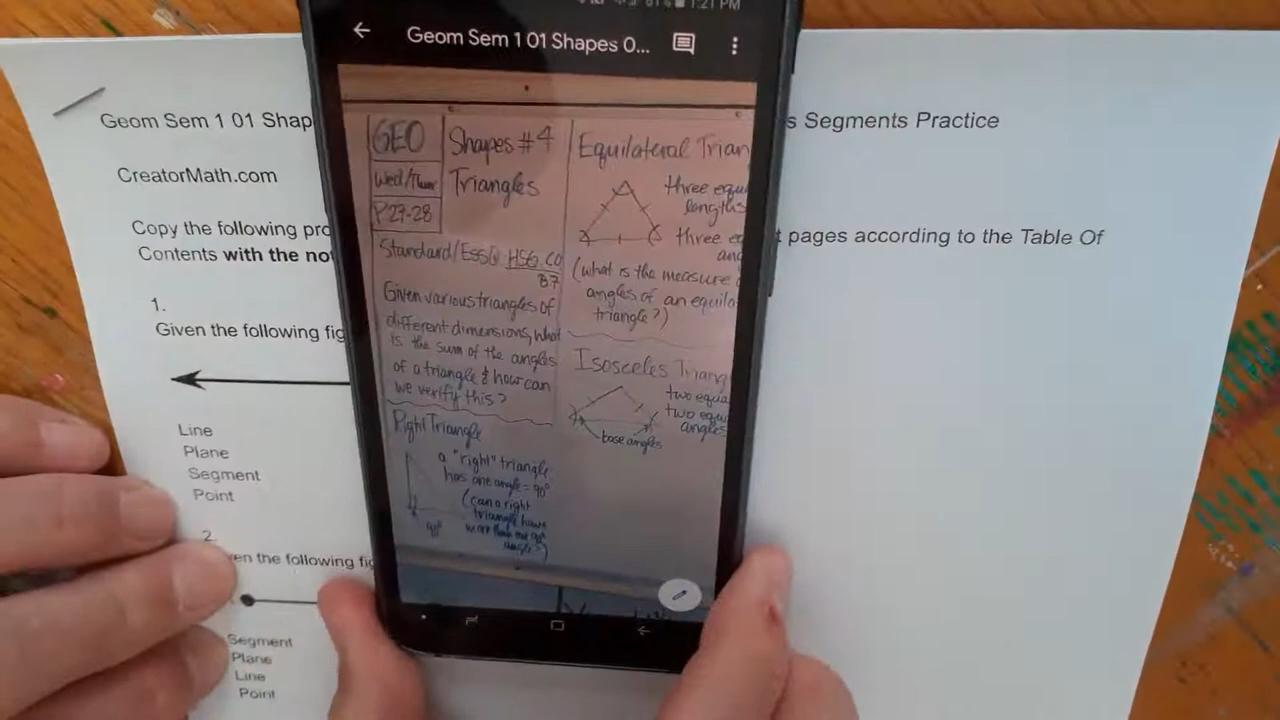 1:21 PM
Geom Sem 1 01 Shapes 0...
GEO
Wed/Thur
P27-28
Shapes #4
Triangles
Standard/EssQ HSG.CO
B7
Given various triangles of
different dimensions, what
is the sum of the angles
of a triangle & how can
we verify this?
Right Triangle
a "right" triangle
has one angle = 90°
(can a right
triangle have
more than one 90°
angle?)
90°
Equilateral Trian
three equ
lengths
three eq
ang
(what is the measure
angles of an equila
triangle?)
Isosceles Triang
two equa
two equ
angles
base angles
Geom Sem 1 01 Shap
s Segments Practice
CreatorMath.com
Copy the following pro
t pages according to the Table Of
Contents with the no
1.
Given the following fig
Line
Plane
Segment
Point
2.
ven the following fig
Segment
Plane
Line
Point